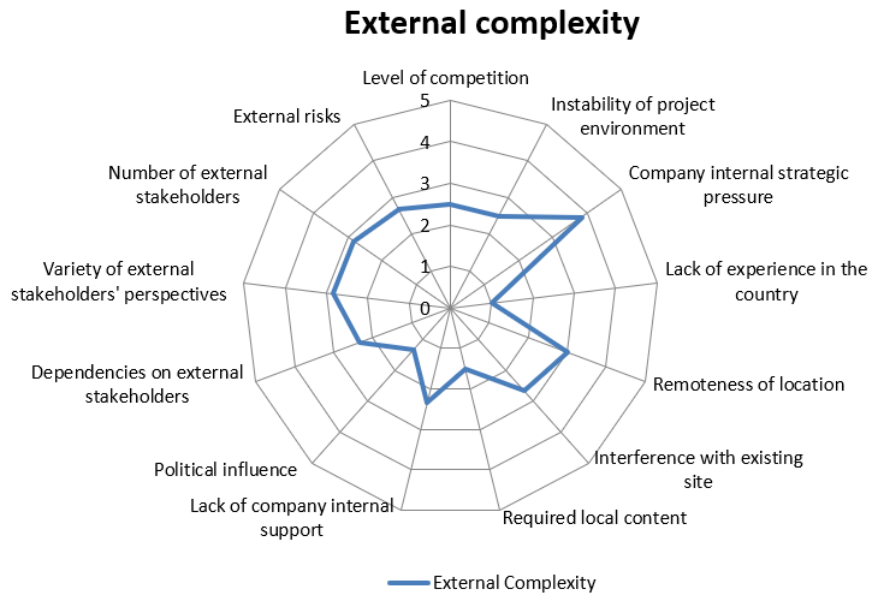 External complexity
Level of competition
Instability of project
environment
Company internal strategic
pressure
Lack of experience in the
country
Remoteness of location
Interference with existing
site
Required local content
Lack of company internal
support
Political influence
Dependencies on external
stakeholders
Variety of external
stakeholders' perspectives
Number of external
stakeholders
External risks
5
4
3
2
1
0
External Complexity